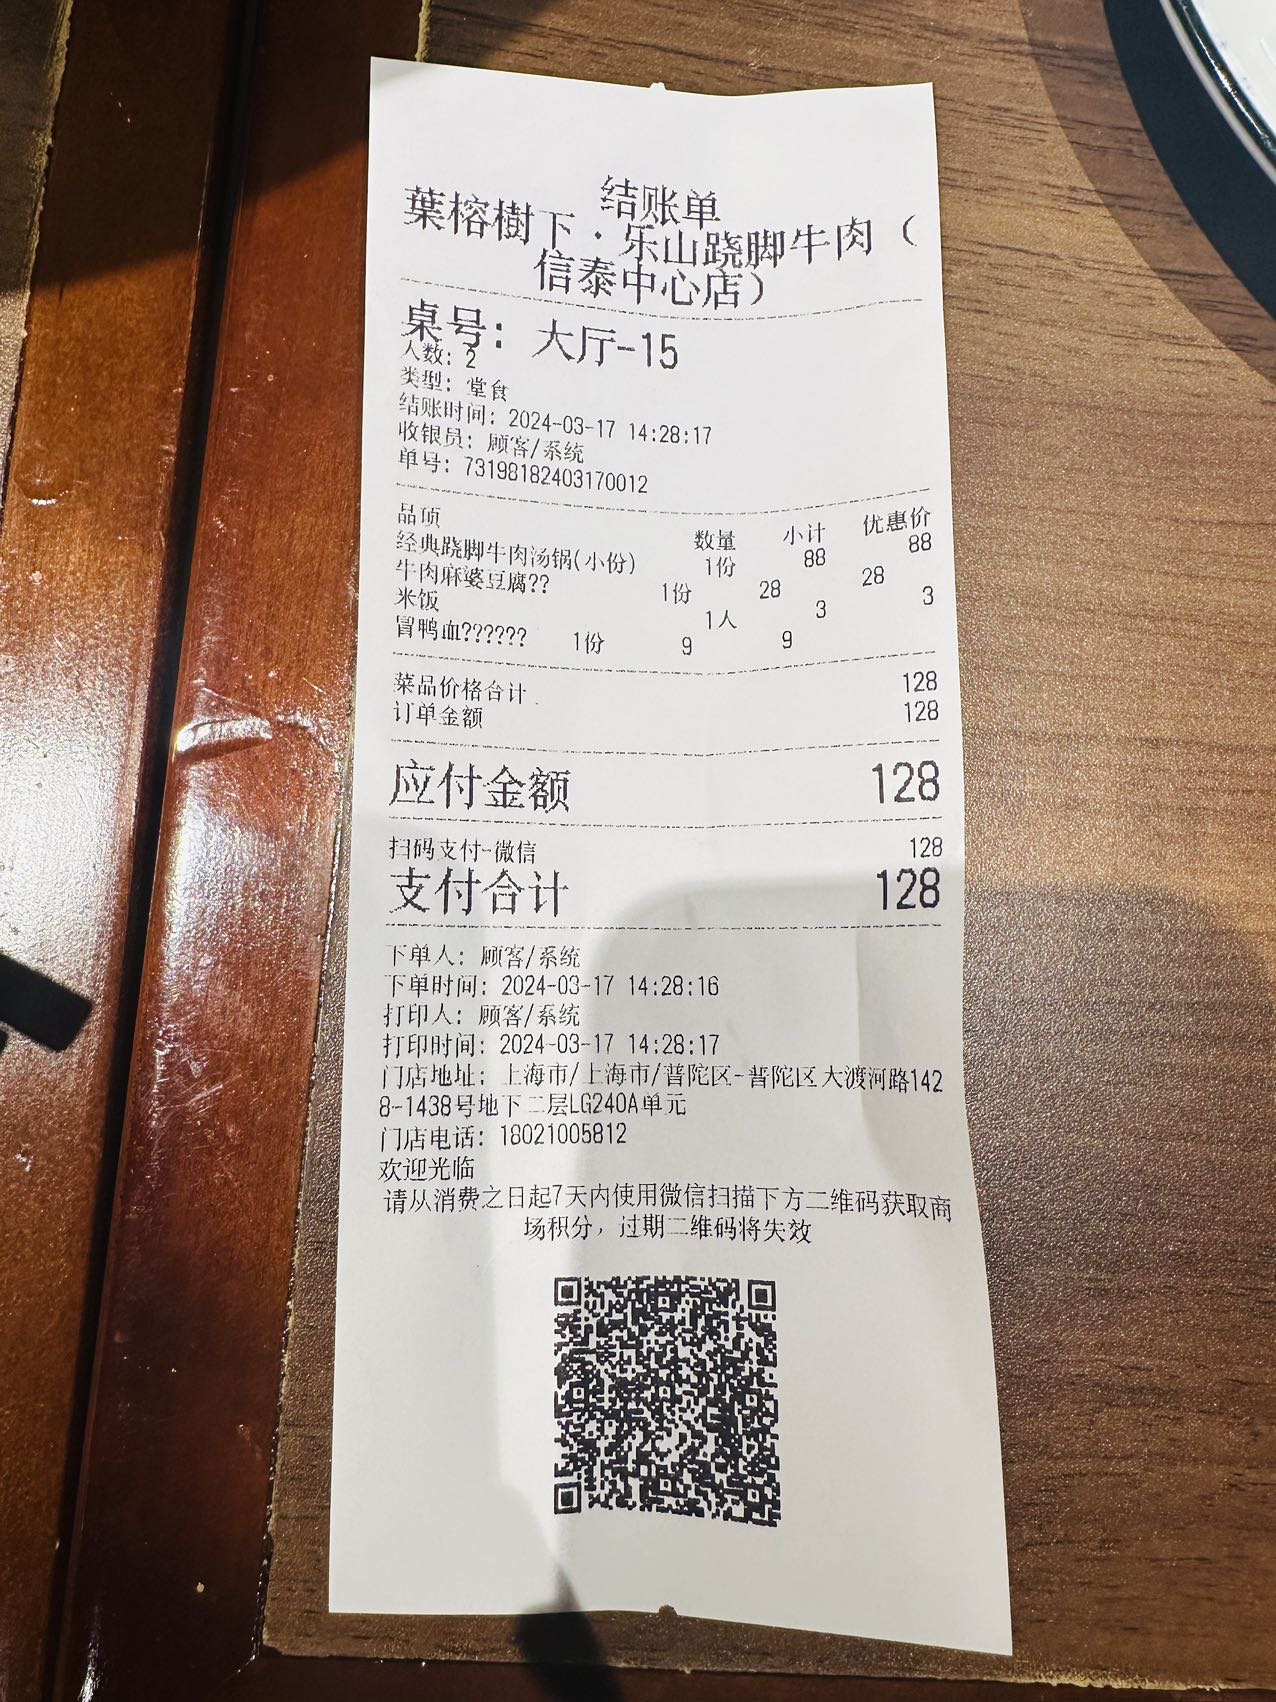 结账单
葉榕樹下·乐山跷脚牛肉（
信泰中心店）
桌号: 大厅-15
人数: 2
类型: 堂食
结账时间: 2024-03-17 14:28:17
收银员: 顾客/系统
单号: 73198182403170012
品项 数量 小计 优惠价
经典跷脚牛肉汤锅(小份) 1份 88 88
牛肉麻婆豆腐?? 1份 28 28
米饭 1人 3 3
冒鸭血?????? 1份 9 9
菜品价格合计 128
订单金额 128
应付金额 128
扫码支付-微信 128
支付合计 128
下单人: 顾客/系统
下单时间: 2024-03-17 14:28:16
打印人: 顾客/系统
打印时间: 2024-03-17 14:28:17
门店地址: 上海市/上海市/普陀区-普陀区大渡河路142
8-1438号地下二层LG240A单元
门店电话: 18021005812
欢迎光临
请从消费之日起7天内使用微信扫描下方二维码获取商
场积分，过期二维码将失效